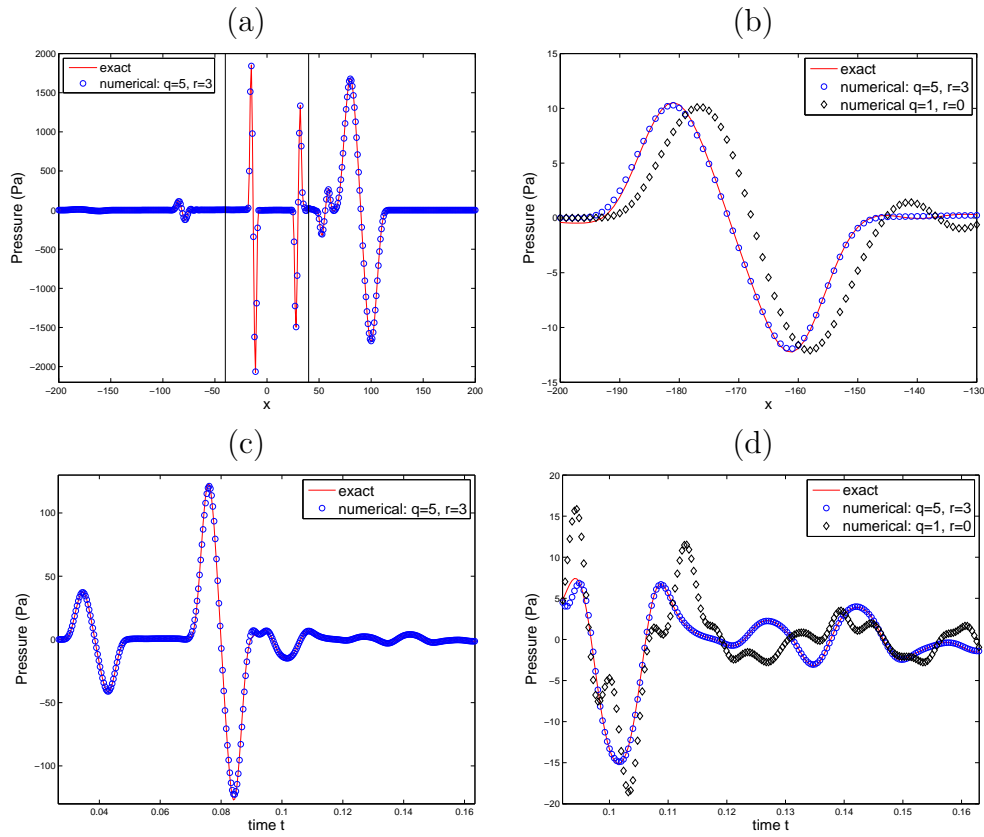 (a)
exact
numerical: q=5, r=3
2000
1500
1000
500
0
-500
-1000
-1500
-2000
-200 -150 -100 -50 0 50 100 150 200
Pressure (Pa)
x
(b)
exact
numerical: q=5, r=3
numerical q=1, r=0
15
10
5
0
-5
-10
-15
-200 -190 -180 -170 -160 -150 -140 -130
Pressure (Pa)
x
(c)
exact
numerical: q=5, r=3
100
50
0
-50
-100
0.04 0.06 0.08 0.1 0.12 0.14 0.16
Pressure (Pa)
time t
(d)
exact
numerical: q=5, r=3
numerical: q=1, r=0
20
15
10
5
0
-5
-10
-15
-20
0.1 0.11 0.12 0.13 0.14 0.15 0.16
Pressure (Pa)
time t